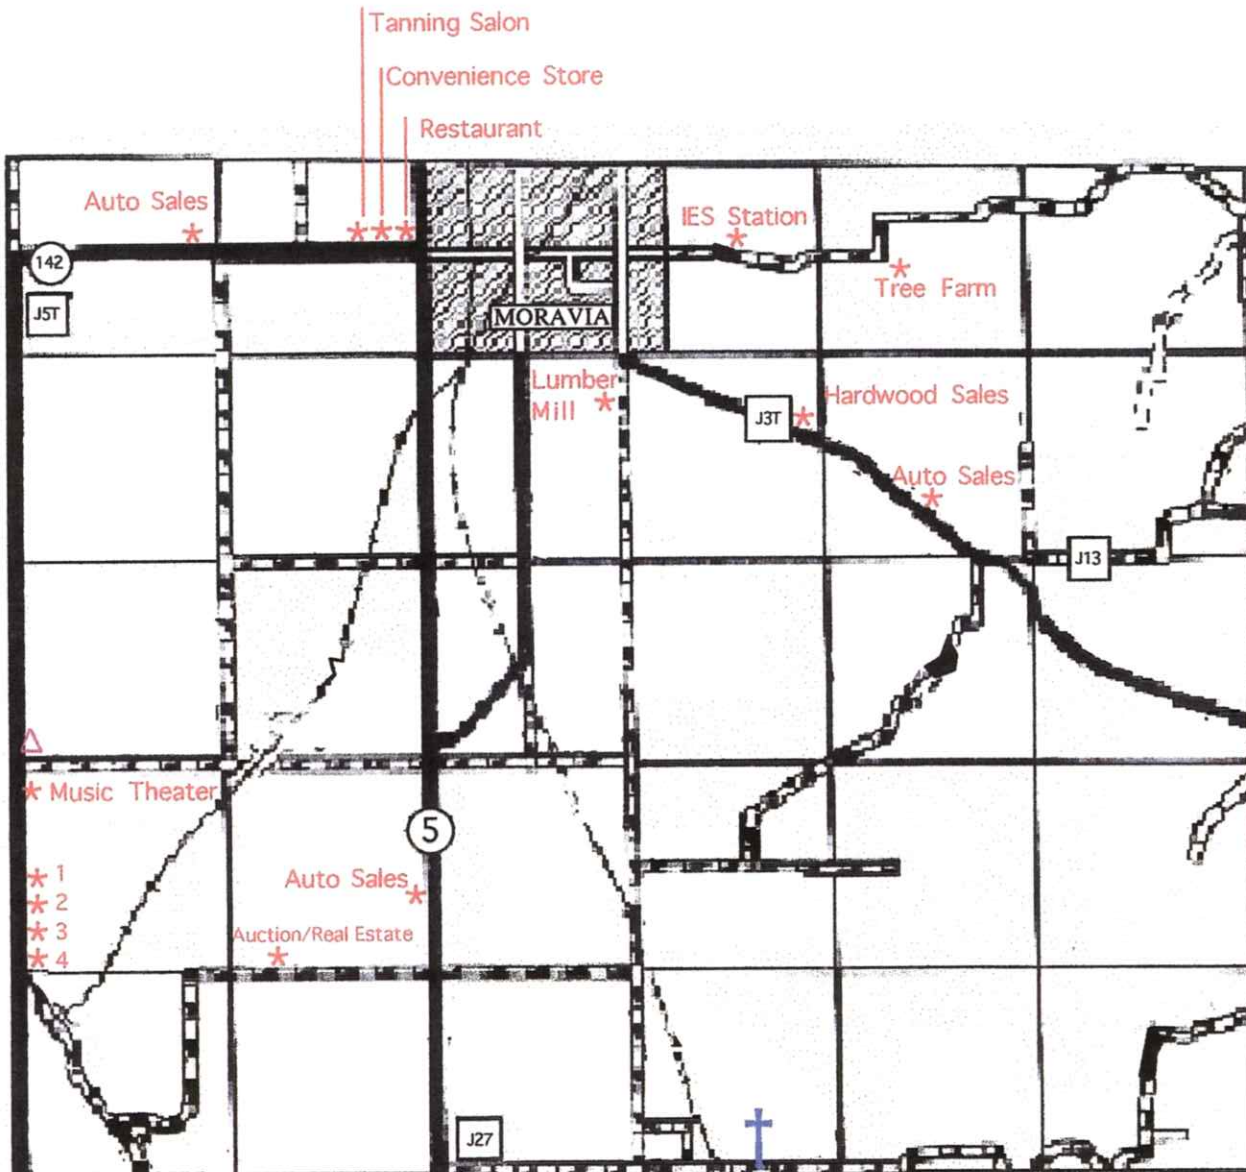 Tanning Salon
Convenience Store
Restaurant
Auto Sales
IES Station
142
Tree Farm
J5T
MORAVIA
Lumber
Mill
Hardwood Sales
J3T
Auto Sales
J13
Music Theater
5
1
Auto Sales
2
3
Auction/Real Estate
4
J27